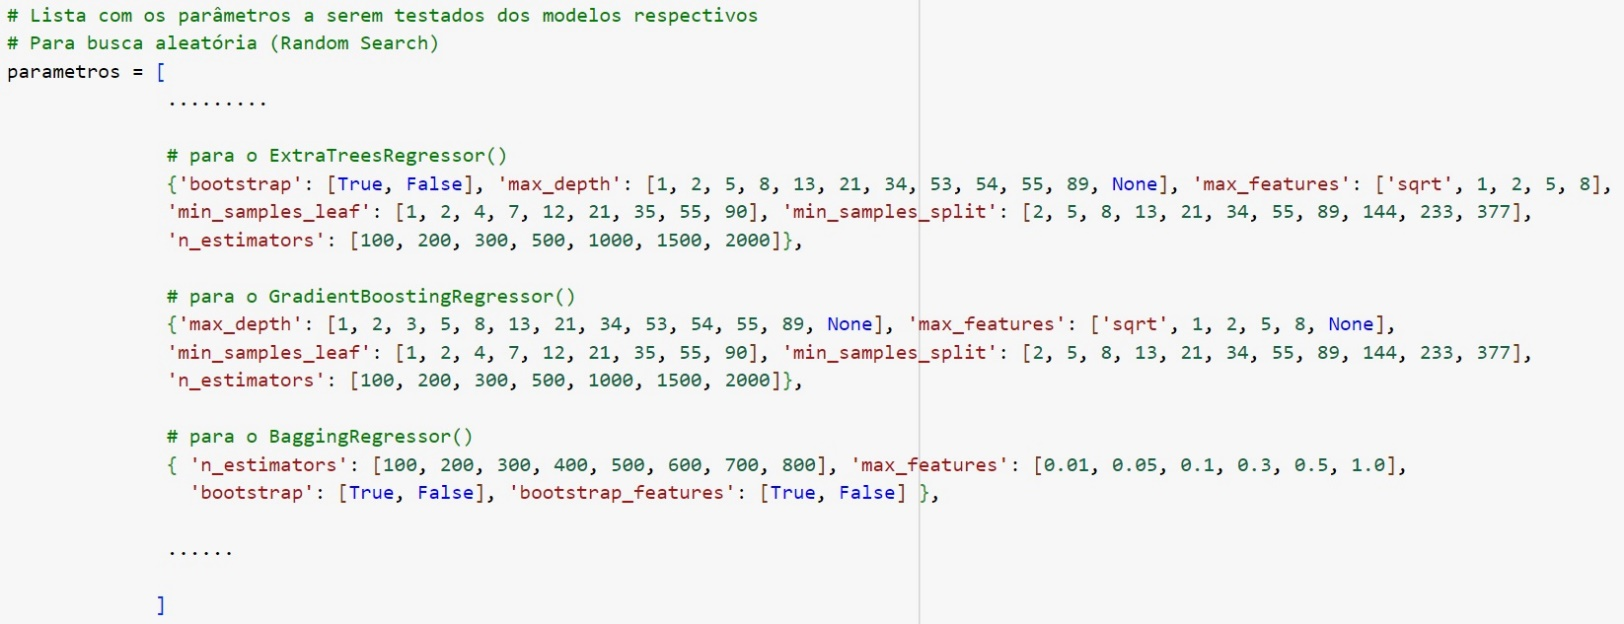 # Lista com os parâmetros a serem testados dos modelos respectivos
# Para busca aleatória (Random Search)
parametros = [
.........
# para o ExtraTreesRegressor()
{'bootstrap': [True, False], 'max_depth': [1, 2, 5, 8, 13, 21, 34, 53, 54, 55, 89, None], 'max_features': ['sqrt', 1, 2, 5, 8],
'min_samples_leaf': [1, 2, 4, 7, 12, 21, 35, 55, 90], 'min_samples_split': [2, 5, 8, 13, 21, 34, 55, 89, 144, 233, 377],
'n_estimators': [100, 200, 300, 500, 1000, 1500, 2000]},
# para o GradientBoostingRegressor()
{'max_depth': [1, 2, 3, 5, 8, 13, 21, 34, 53, 54, 55, 89, None], 'max_features': ['sqrt', 1, 2, 5, 8, None],
'min_samples_leaf': [1, 2, 4, 7, 12, 21, 35, 55, 90], 'min_samples_split': [2, 5, 8, 13, 21, 34, 55, 89, 144, 233, 377],
'n_estimators': [100, 200, 300, 500, 1000, 1500, 2000]},
# para o BaggingRegressor()
{ 'n_estimators': [100, 200, 300, 400, 500, 600, 700, 800], 'max_features': [0.01, 0.05, 0.1, 0.3, 0.5, 1.0],
'bootstrap': [True, False], 'bootstrap_features': [True, False] },
......
]